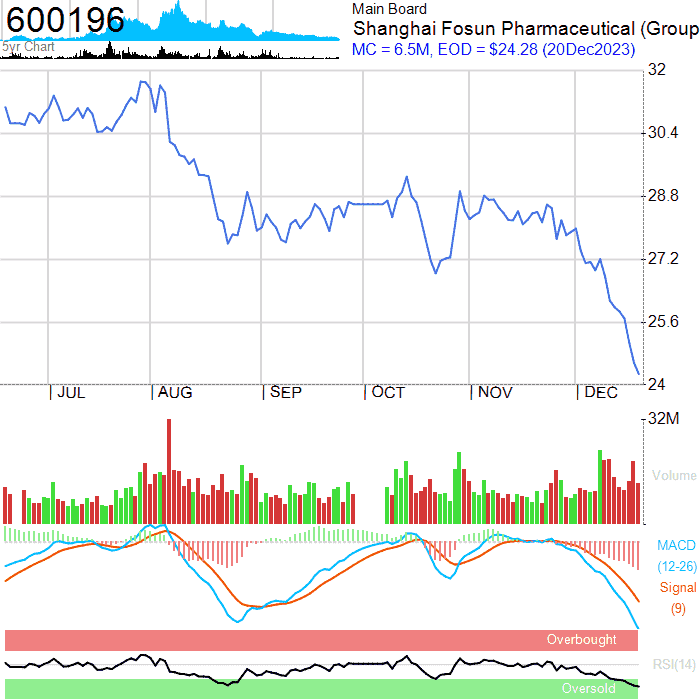 600196
5yr Chart
Main Board
Shanghai Fosun Pharmaceutical (Group
MC = 6.5M, EOD = $24.28 (20Dec2023)
32
30.4
28.8
27.2
25.6
24
JUL AUG SEP OCT NOV DEC
32M
Volume
MACD
(12-26)
Signal
(9)
Overbought
RSI(14)
Oversold